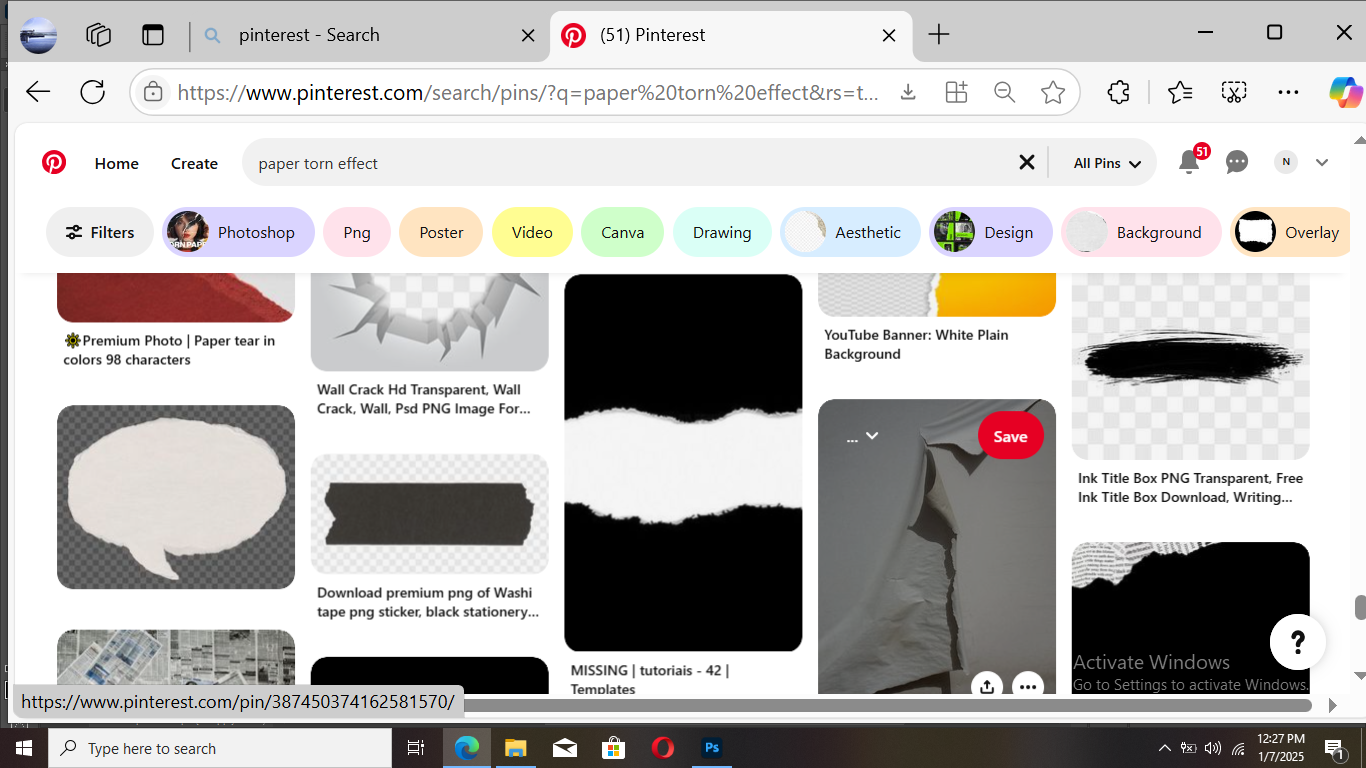 pinterest - Search
(51) Pinterest
https://www.pinterest.com/search/pins/?q=paper%20torn%20effect&rs=t...
Home
Create
paper torn effect
All Pins
51
N
Filters
Photoshop
Png
Poster
Video
Canva
Drawing
Aesthetic
Design
Background
Overlay
Premium Photo | Paper tear in
colors 98 characters
Wall Crack Hd Transparent, Wall
Crack, Wall, Psd PNG Image For...
Download premium png of Washi
tape png sticker, black stationery...
MISSING | tutoriais - 42 |
Templates
YouTube Banner: White Plain
Background
...
Save
Ink Title Box PNG Transparent, Free
Ink Title Box Download, Writing...
?
Activate Windows
Go to Settings to activate Windows.
https://www.pinterest.com/pin/387450374162581570/
Type here to search
Ps
12:27 PM
1/7/2025
1